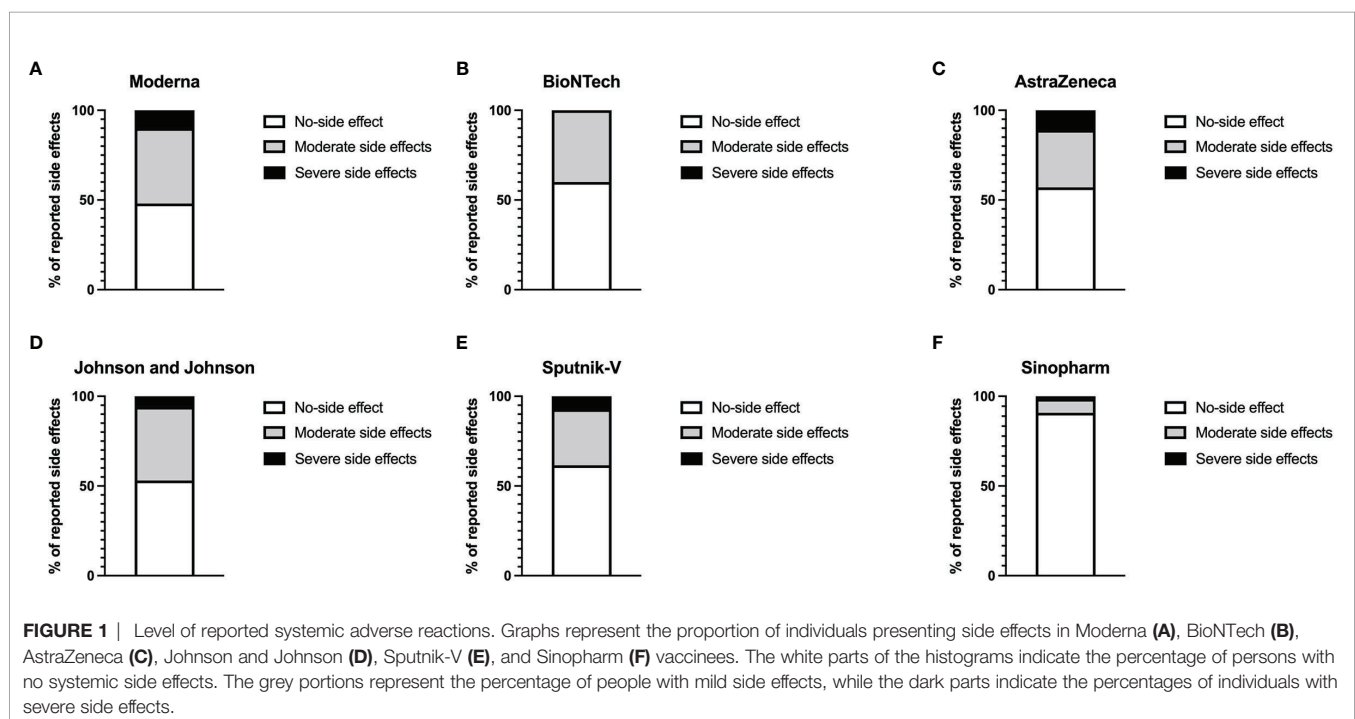 A
Moderna
% of reported side effects
100
50
0
No-side effect
Moderate side effects
Severe side effects
B
BioNTech
% of reported side effects
100
50
0
No-side effect
Moderate side effects
Severe side effects
C
AstraZeneca
% of reported side effects
100
50
0
No-side effect
Moderate side effects
Severe side effects
D
Johnson and Johnson
% of reported side effects
100
50
0
No-side effect
Moderate side effects
Severe side effects
E
Sputnik-V
% of reported side effects
100
50
0
No-side effect
Moderate side effects
Severe side effects
F
Sinopharm
% of reported side effects
100
50
0
No-side effect
Moderate side effects
Severe side effects
FIGURE 1 | Level of reported systemic adverse reactions. Graphs represent the proportion of individuals presenting side effects in Moderna (A), BioNTech (B),
AstraZeneca (C), Johnson and Johnson (D), Sputnik-V (E), and Sinopharm (F) vaccinees. The white parts of the histograms indicate the percentage of persons with
no systemic side effects. The grey portions represent the percentage of people with mild side effects, while the dark parts indicate the percentages of individuals with
severe side effects.